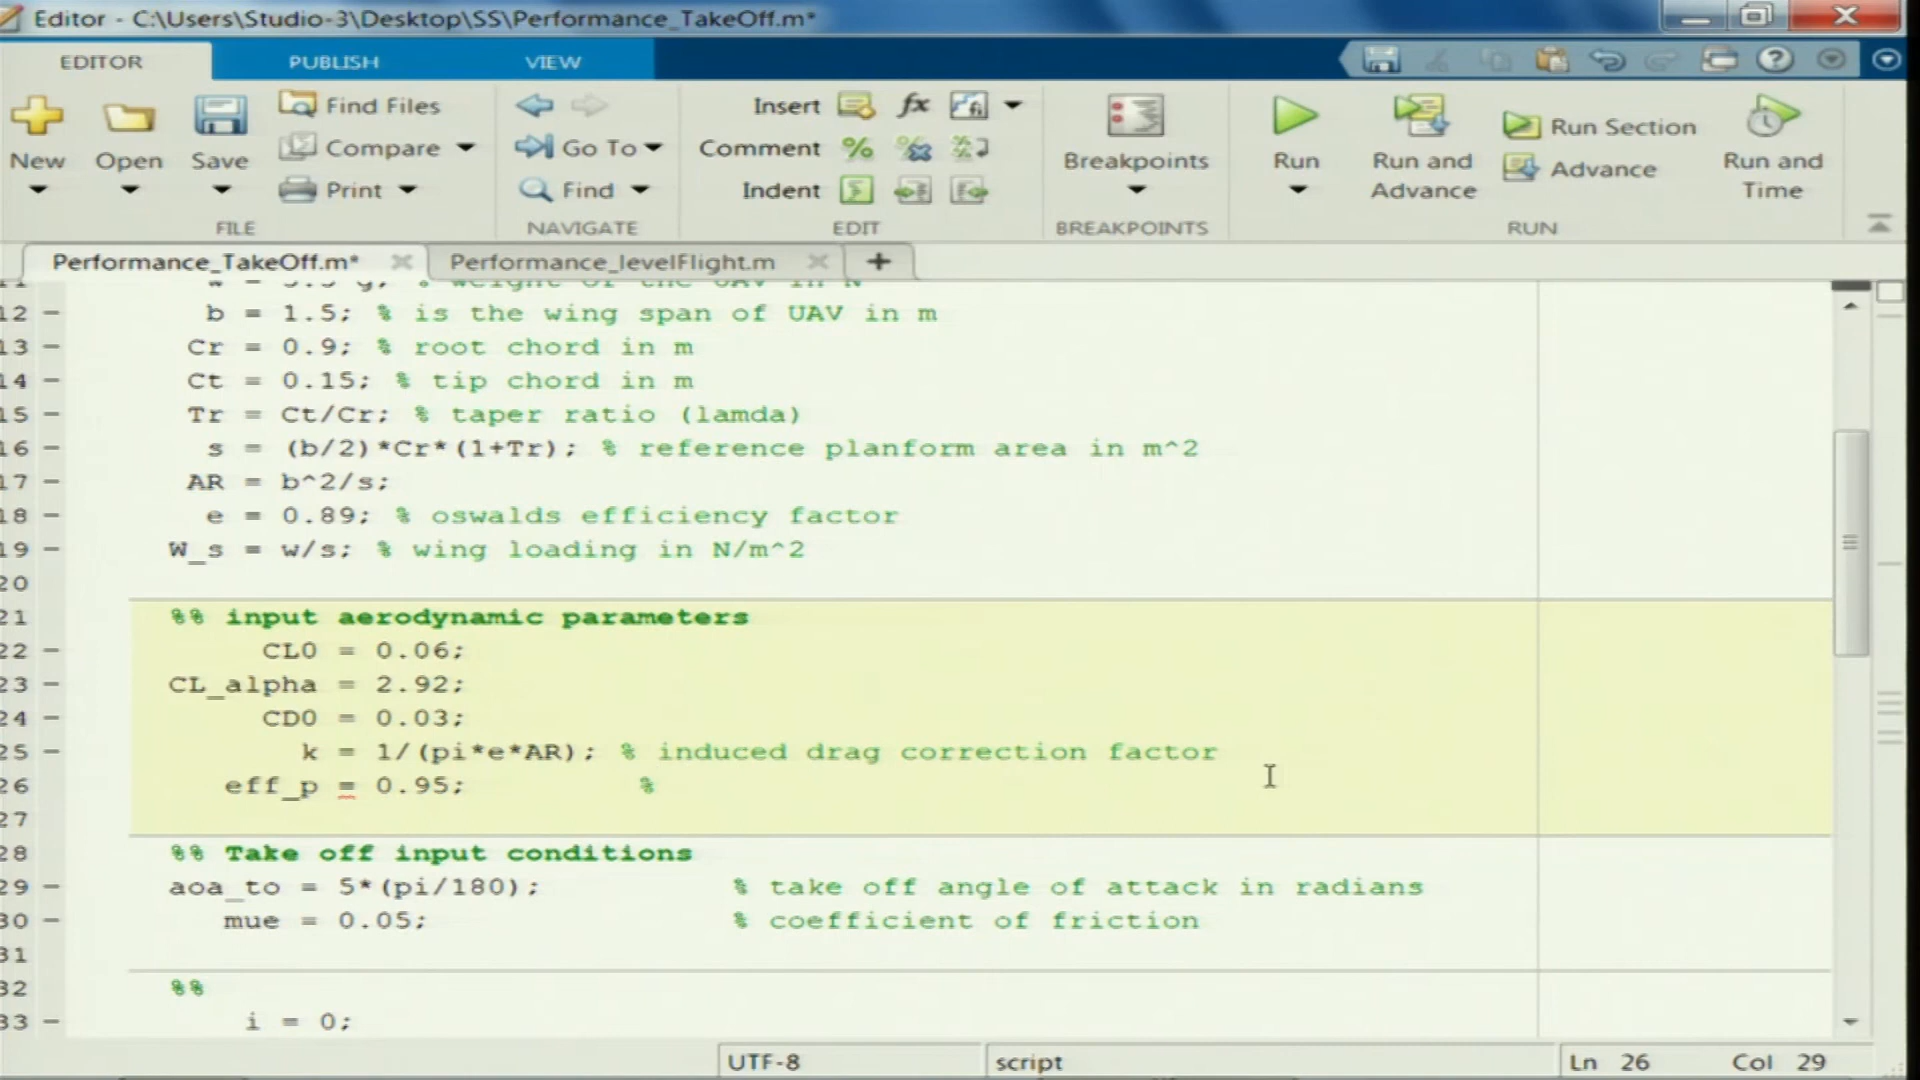 Editor - C:\Users\Studio-3\Desktop\SS\Performance_TakeOff.m*
EDITOR PUBLISH VIEW
New Open Save Find Files Compare Print FILE
Go To Find NAVIGATE
Insert fx Comment Indent EDIT
Breakpoints BREAKPOINTS
Run Run and Advance Run Section Advance Run and Time RUN
Performance_TakeOff.m* Performance_levelFlight.m +
12 - b = 1.5; % is the wing span of UAV in m
13 - Cr = 0.9; % root chord in m
14 - Ct = 0.15; % tip chord in m
15 - Tr = Ct/Cr; % taper ratio (lamda)
16 - s = (b/2)*Cr*(1+Tr); % reference planform area in m^2
17 - AR = b^2/s;
18 - e = 0.89; % oswalds efficiency factor
19 - W_s = w/s; % wing loading in N/m^2
20
21 %% input aerodynamic parameters
22 - CL0 = 0.06;
23 - CL_alpha = 2.92;
24 - CD0 = 0.03;
25 - k = 1/(pi*e*AR); % induced drag correction factor
26 eff_p = 0.95; %
27
28 %% Take off input conditions
29 - aoa_to = 5*(pi/180); % take off angle of attack in radians
30 - mue = 0.05; % coefficient of friction
31
32 %%
33 - i = 0;
UTF-8 script Ln 26 Col 29